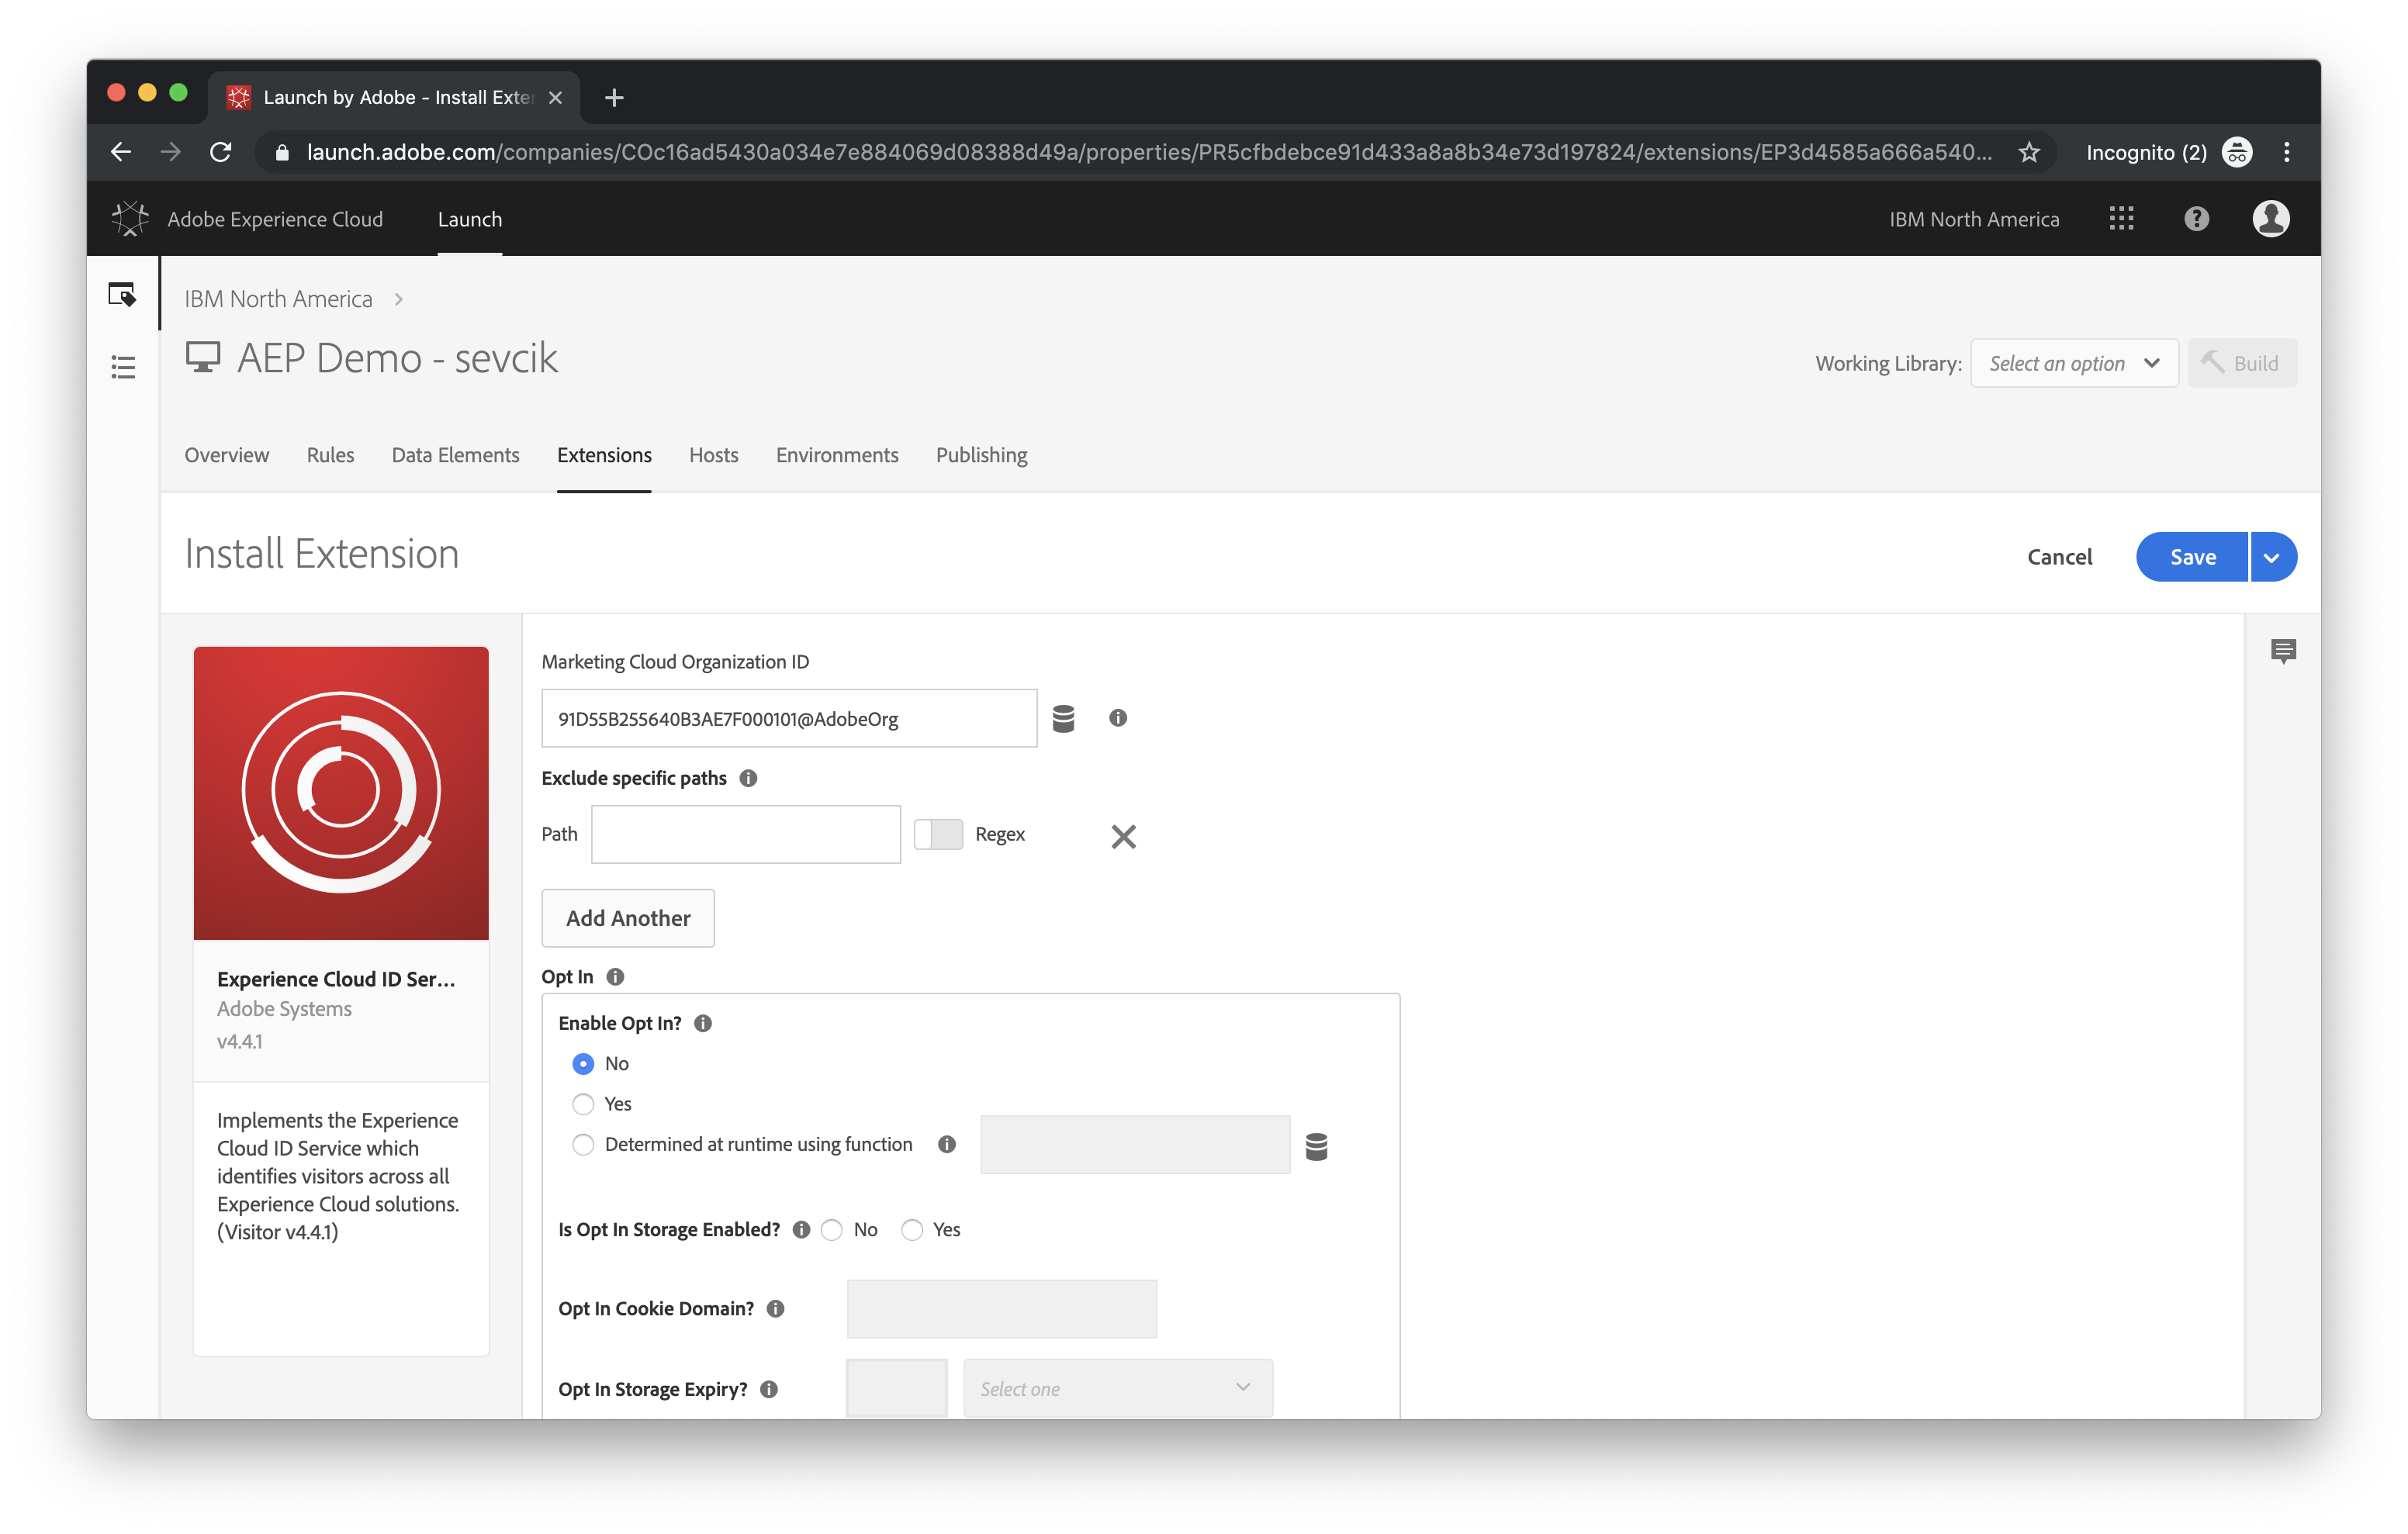 Launch by Adobe - Install Exte
launch.adobe.com/companies/COc16ad5430a034e7e884069d08388d49a/properties/PR5cfbdebce91d433a8a8b34e73d197824/extensions/EP3d4585a666a540...
Incognito (2)
Adobe Experience Cloud
Launch
IBM North America
IBM North America
AEP Demo - sevcik
Working Library:
Select an option
Build
Overview
Rules
Data Elements
Extensions
Hosts
Environments
Publishing
Install Extension
Cancel
Save
Marketing Cloud Organization ID
91D55B255640B3AE7F000101@AdobeOrg
Exclude specific paths
Path
Regex
Add Another
Experience Cloud ID Ser...
Adobe Systems
v4.4.1
Implements the Experience
Cloud ID Service which
identifies visitors across all
Experience Cloud solutions.
(Visitor v4.4.1)
Opt In
Enable Opt In?
No
Yes
Determined at runtime using function
Is Opt In Storage Enabled?
No
Yes
Opt In Cookie Domain?
Opt In Storage Expiry?
Select one